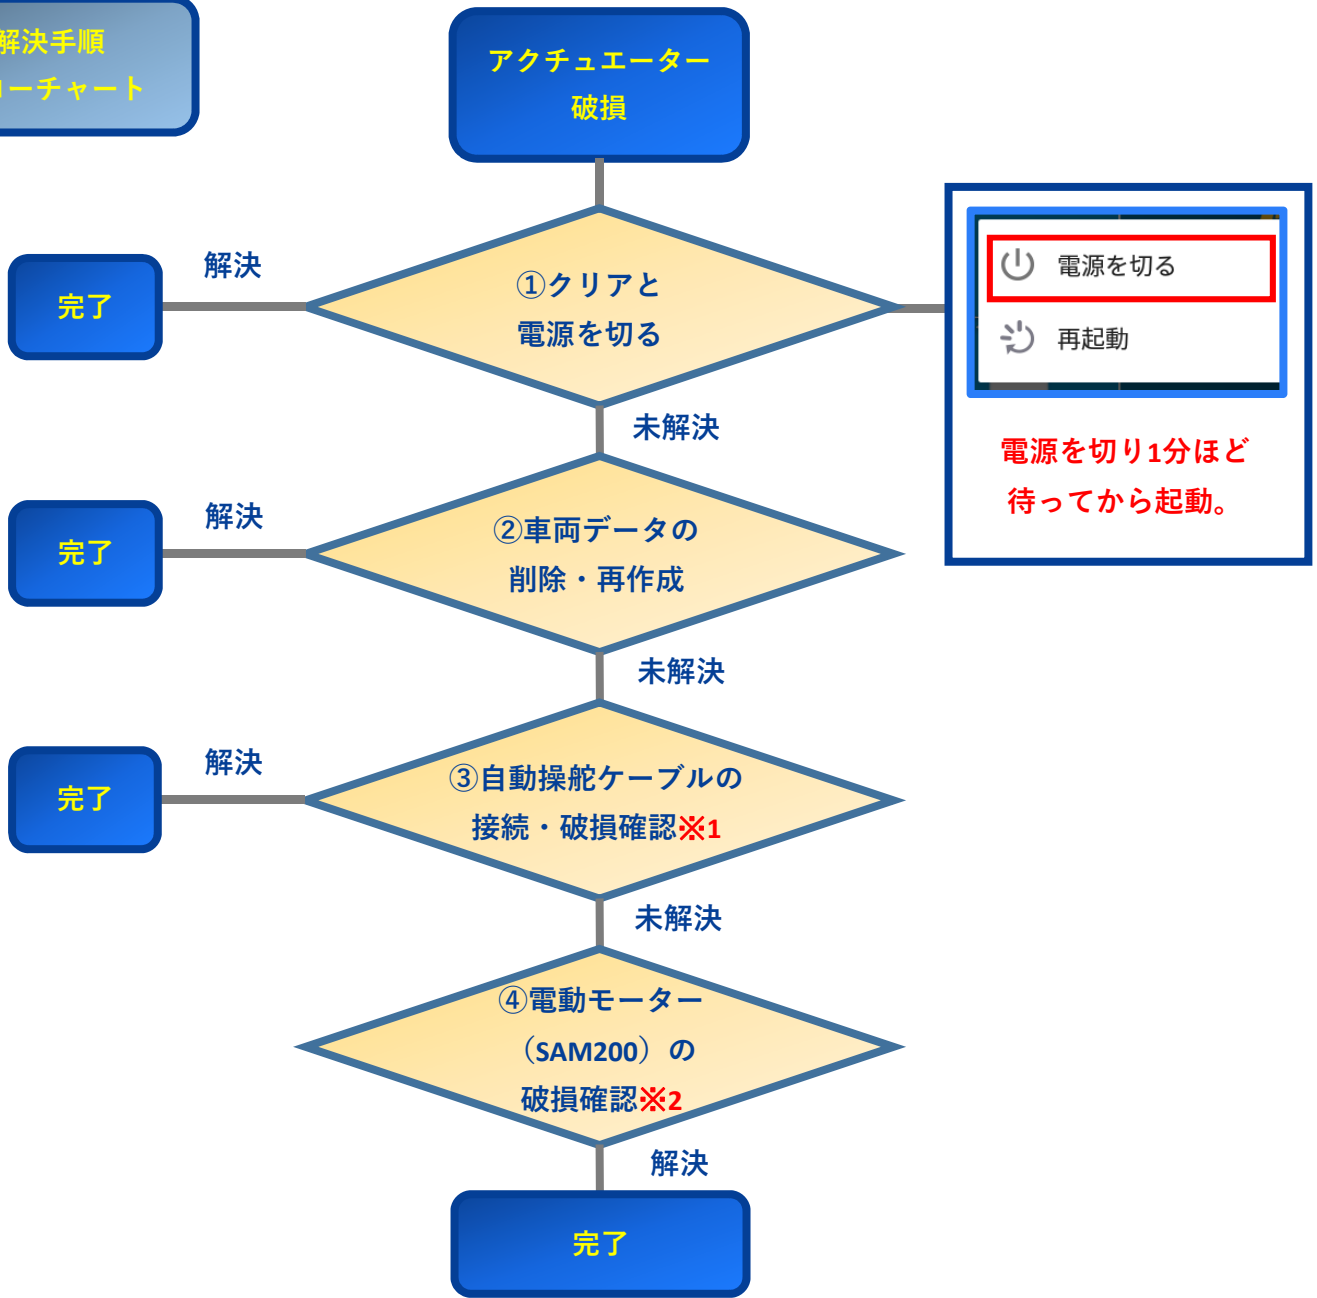 解決手順
ーチャート
アクチュエーター
破損
①クリアと
電源を切る
解決
完了
電源を切る
再起動
電源を切り1分ほど
待ってから起動。
未解決
②車両データの
削除・再作成
解決
完了
未解決
③自動操舵ケーブルの
接続・破損確認※1
解決
完了
未解決
④電動モーター
（SAM200）の
破損確認※2
解決
完了